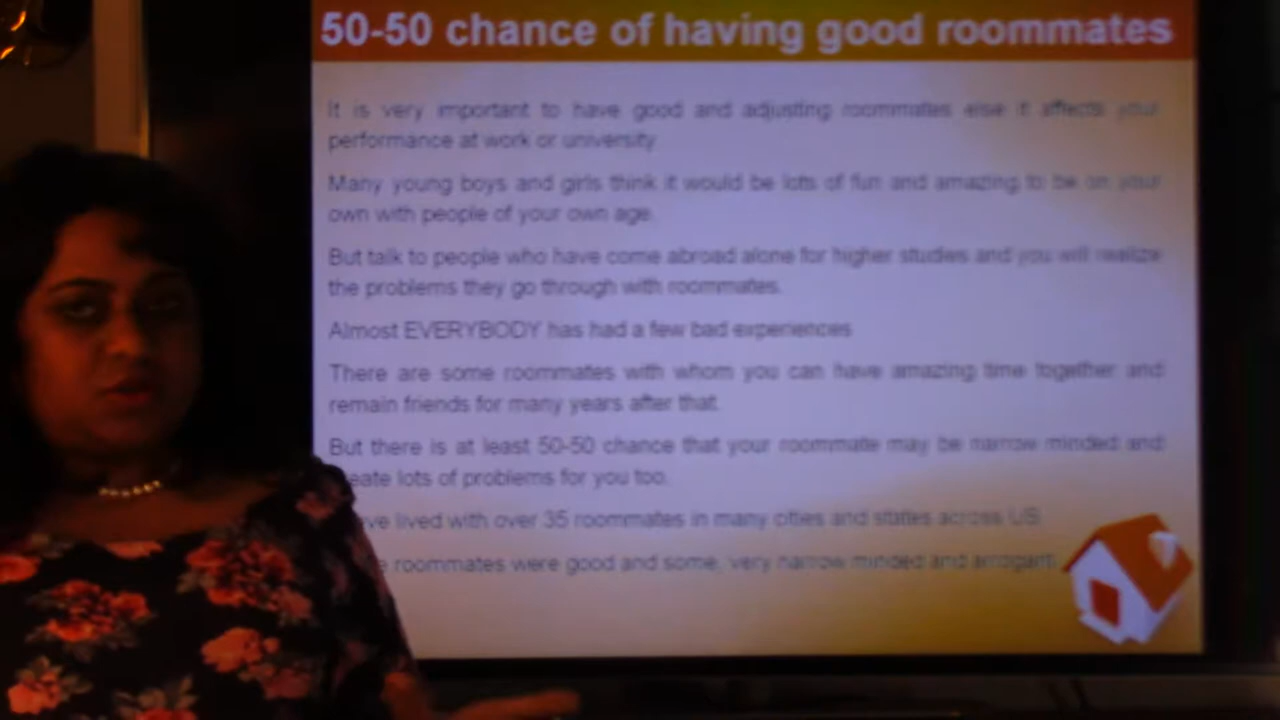 50-50 chance of having good roommates
It is very important to have good and adjusting roommates else it affects your
performance at work or university
Many young boys and girls think it would be lots of fun and amazing to be on your
own with people of your own age.
But talk to people who have come abroad alone for higher studies and you will realize
the problems they go through with roommates.
Almost EVERYBODY has had a few bad experiences
There are some roommates with whom you can have amazing time together and
remain friends for many years after that.
But there is at least 50-50 chance that your roommate may be narrow minded and
eate lots of problems for you too.
ve lived with over 35 roommates in many cities and states across US
e roommates were good and some, very narrow minded and arrogant.